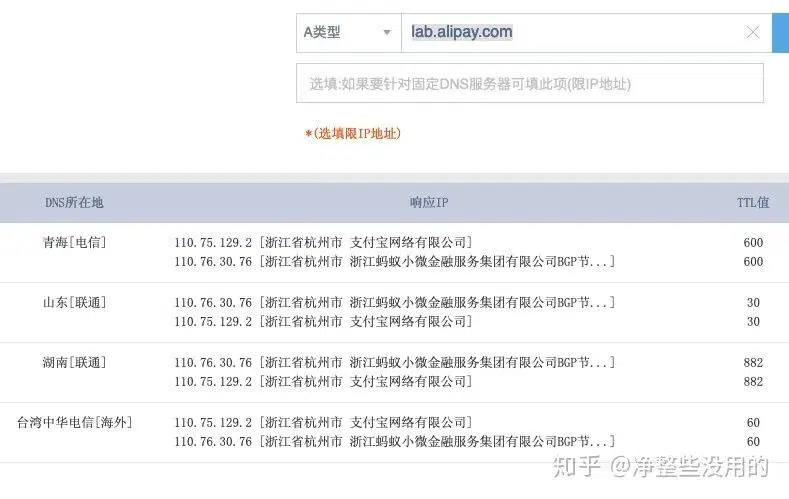 A类型
lab.alipay.com
选填:如果要针对固定DNS服务器可填此项(限IP地址)
*(选填限IP地址)
DNS所在地 响应IP TTL值
青海[电信] 110.75.129.2 [浙江省杭州市 支付宝网络有限公司] 600
110.76.30.76 [浙江省杭州市 浙江蚂蚁小微金融服务集团有限公司BGP节...] 600
山东[联通] 110.76.30.76 [浙江省杭州市 浙江蚂蚁小微金融服务集团有限公司BGP节...] 30
110.75.129.2 [浙江省杭州市 支付宝网络有限公司] 30
湖南[联通] 110.76.30.76 [浙江省杭州市 浙江蚂蚁小微金融服务集团有限公司BGP节...] 882
110.75.129.2 [浙江省杭州市 支付宝网络有限公司] 882
台湾中华电信[海外] 110.75.129.2 [浙江省杭州市 支付宝网络有限公司] 60
110.76.30.76 [浙江省杭州市 浙江蚂蚁小微金融服务集团有限公司BGP节...] 60
知乎 @净整些没用的